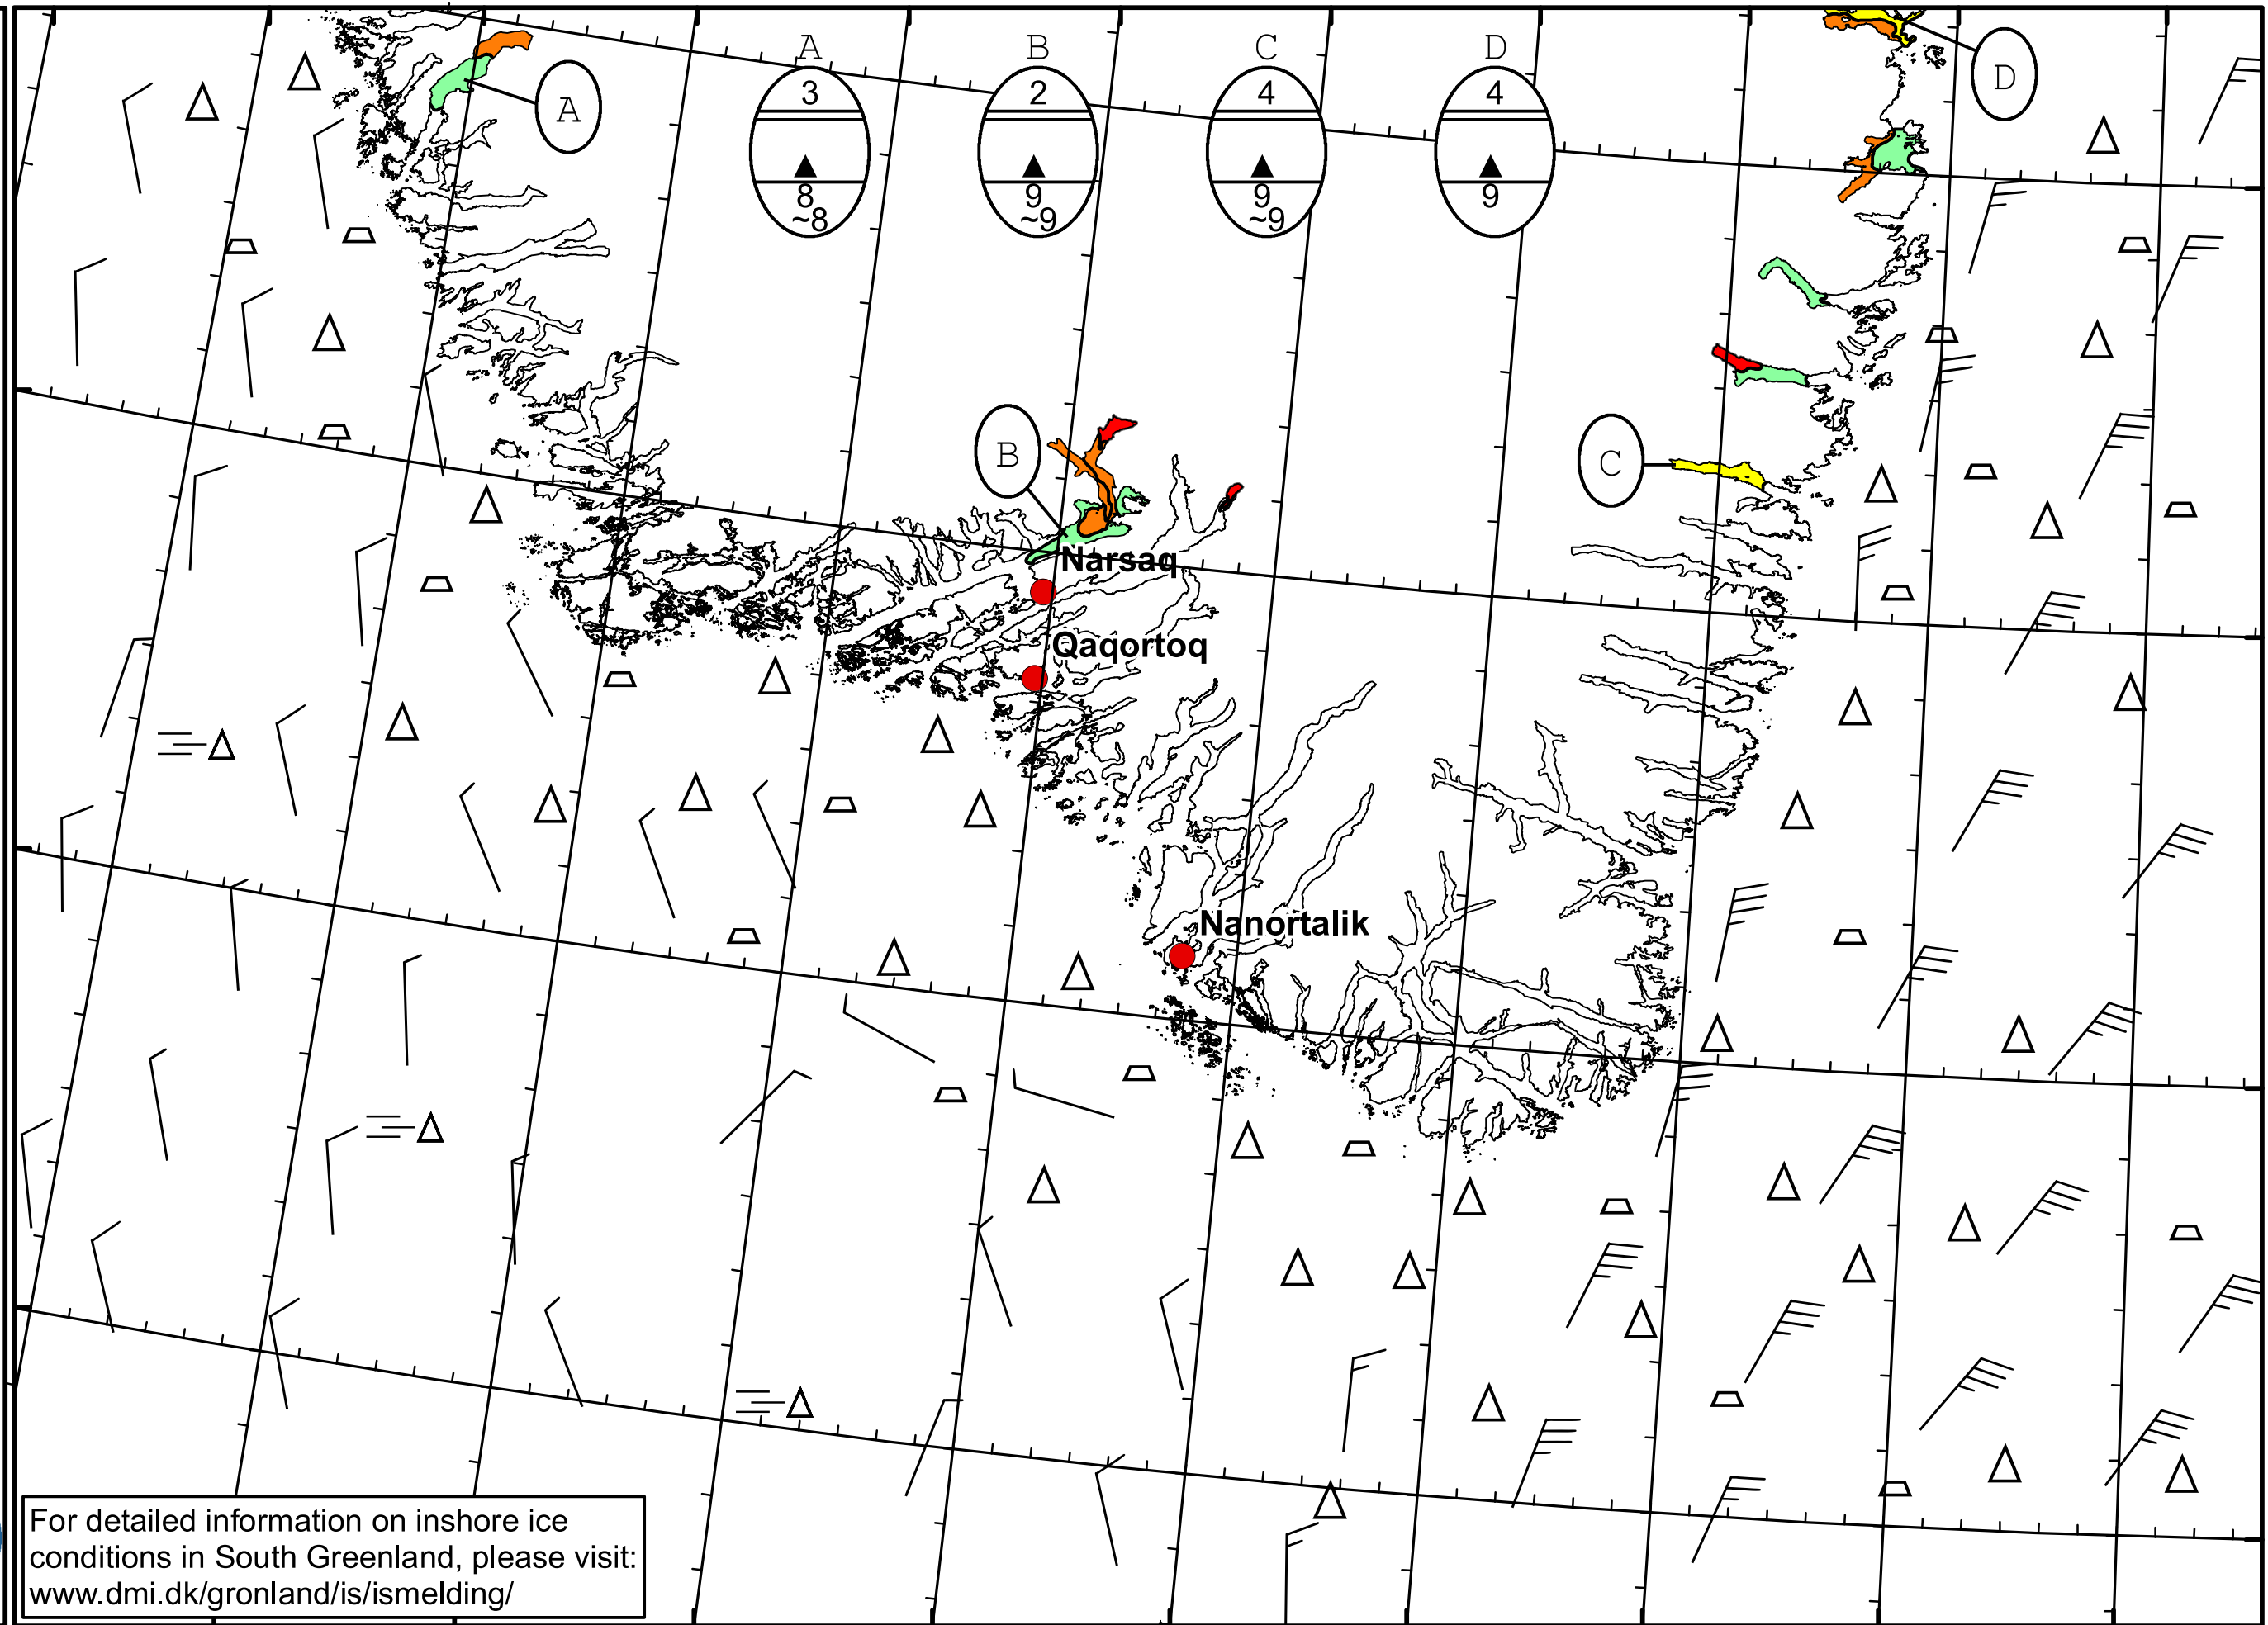 A B C D
3 2 4 4
8 9 9 9
~8 ~9 ~9
A
D
B
C
Narsaq
Qaqortoq
Nanortalik
For detailed information on inshore ice
conditions in South Greenland, please visit:
www.dmi.dk/gronland/is/ismelding/